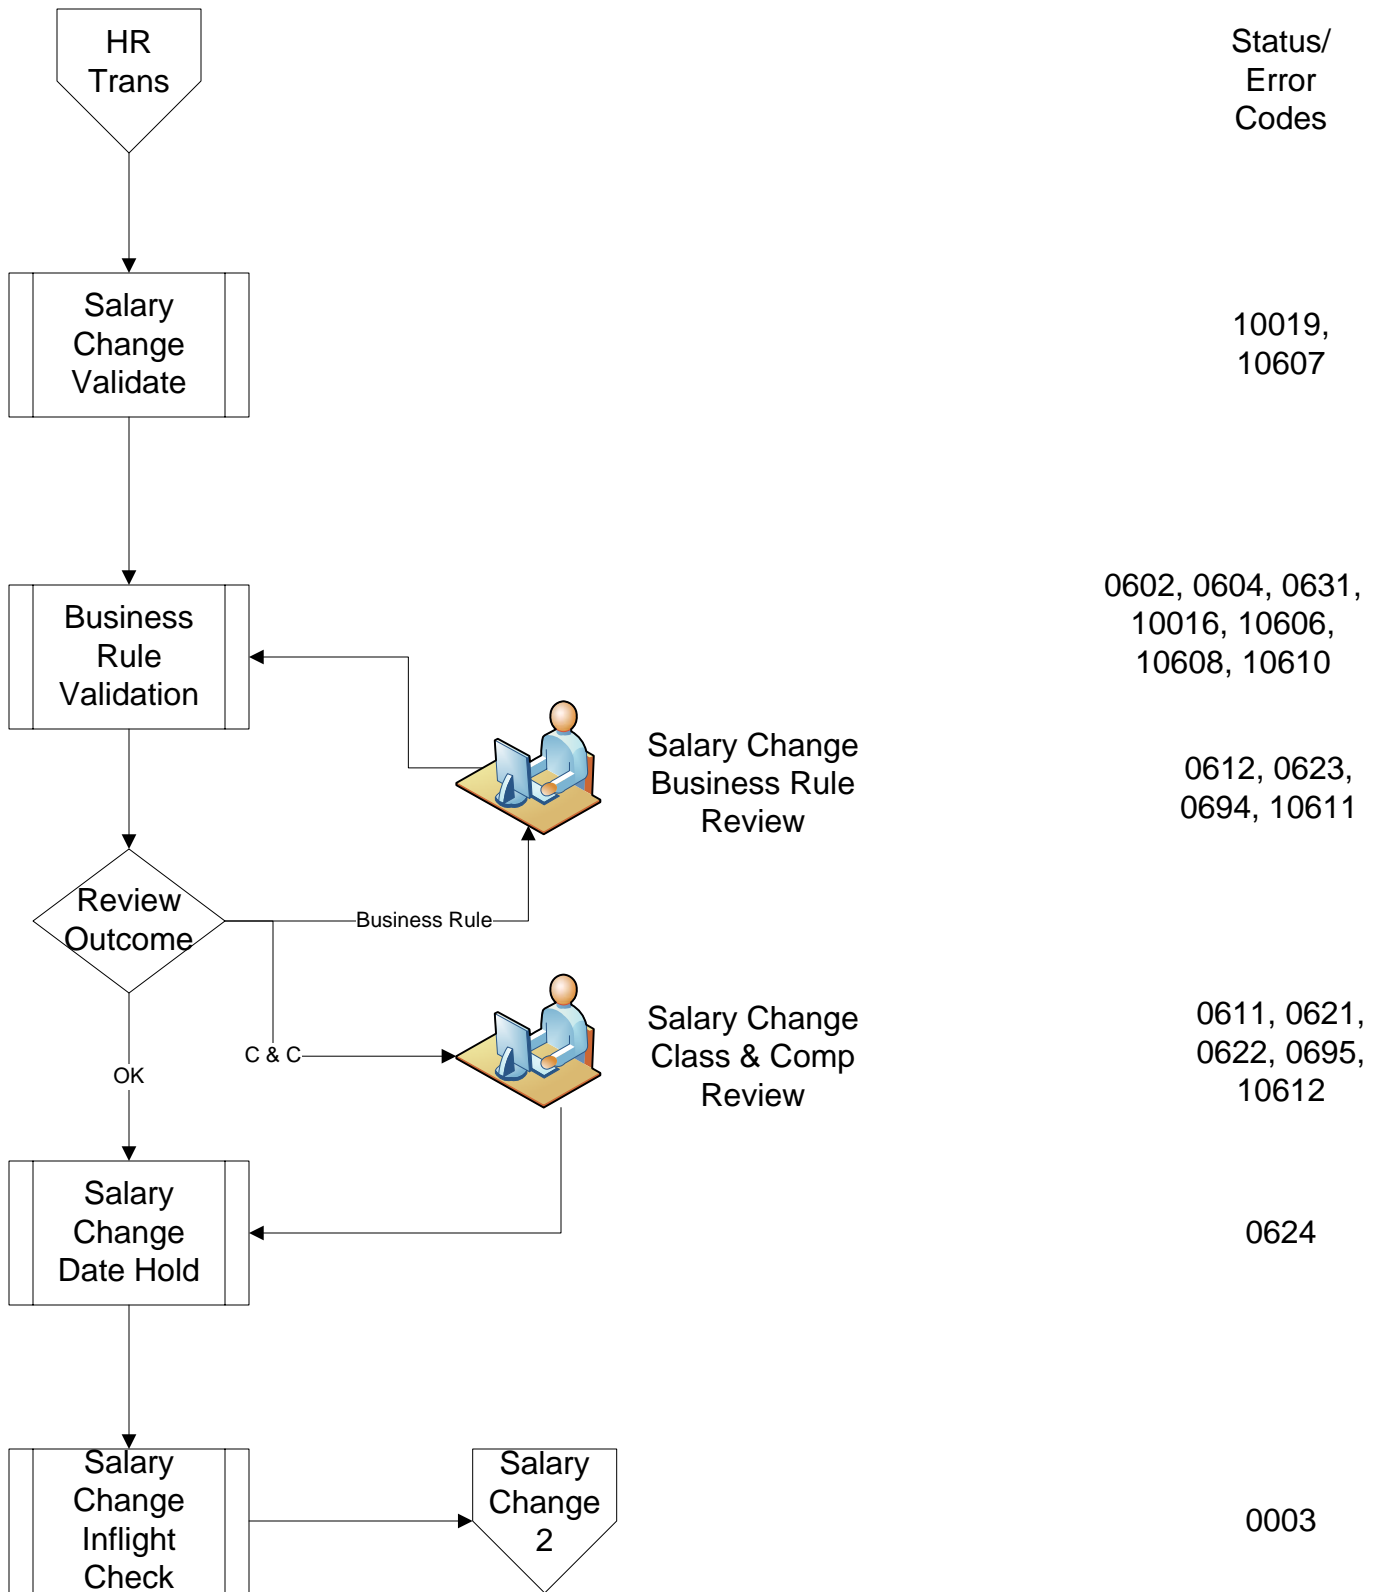 HR
Trans
Status/
Error
Codes
Salary
Change
Validate
10019,
10607
Business
Rule
Validation
0602, 0604, 0631,
10016, 10606,
10608, 10610
Salary Change
Business Rule
Review
0612, 0623,
0694, 10611
Review
Outcome
Business Rule
C & C
OK
Salary Change
Class & Comp
Review
0611, 0621,
0622, 0695,
10612
Salary
Change
Date Hold
0624
Salary
Change
Inflight
Check
Salary
Change
2
0003